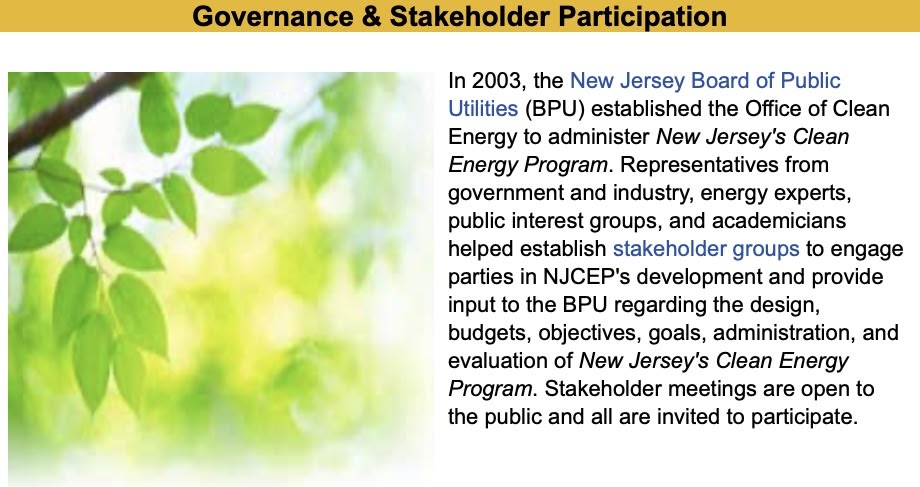 Governance & Stakeholder Participation
In 2003, the New Jersey Board of Public
Utilities (BPU) established the Office of Clean
Energy to administer New Jersey's Clean
Energy Program. Representatives from
government and industry, energy experts,
public interest groups, and academicians
helped establish stakeholder groups to engage
parties in NJCEP's development and provide
input to the BPU regarding the design,
budgets, objectives, goals, administration, and
evaluation of New Jersey's Clean Energy
Program. Stakeholder meetings are open to
the public and all are invited to participate.